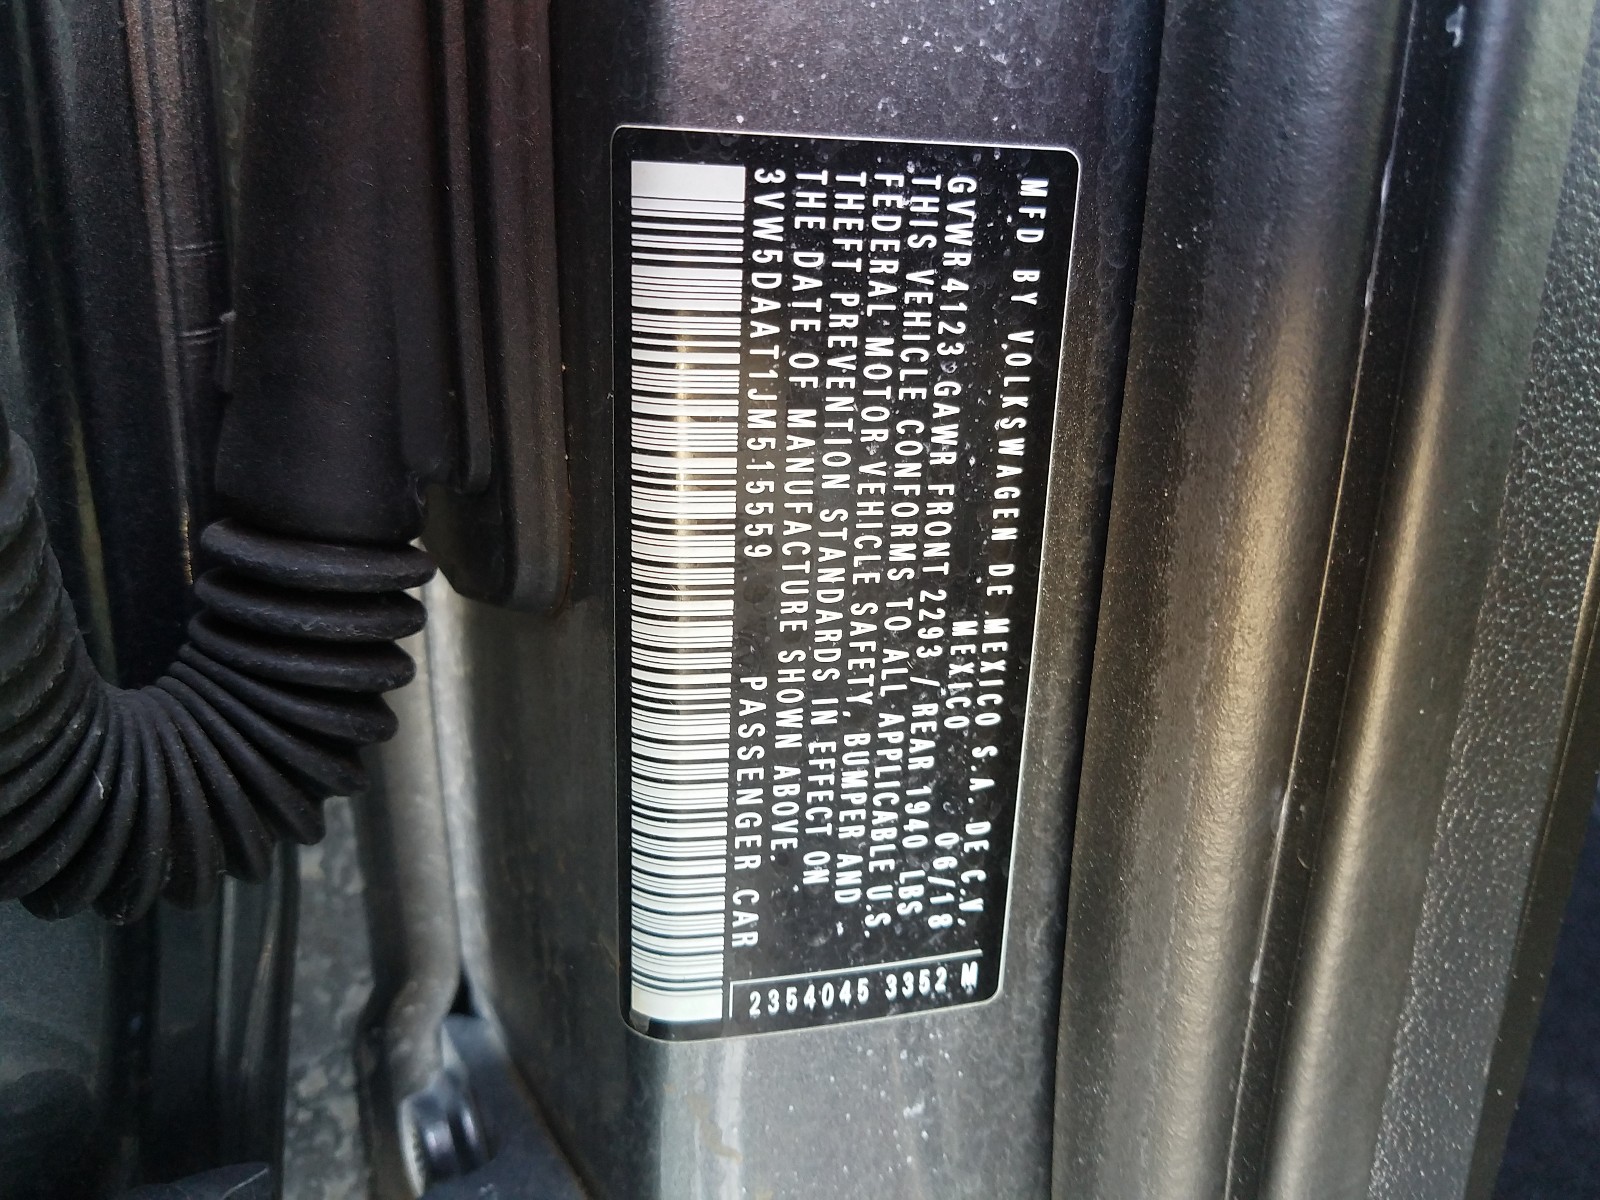 MFD BY VOLKSWAGEN DE MEXICO S.A. DE C.V.
MEXICO 06/18
GVWR4123 GAWR FRONT 2293 / REAR 1940 LBS
THIS VEHICLE CONFORMS TO ALL APPLICABLE U.S.
FEDERAL MOTOR VEHICLE SAFETY, BUMPER AND
THEFT PREVENTION STANDARDS IN EFFECT ON
THE DATE OF MANUFACTURE SHOWN ABOVE.
3VW5DAAT1JM515559 PASSENGER CAR
2354045 3352 M